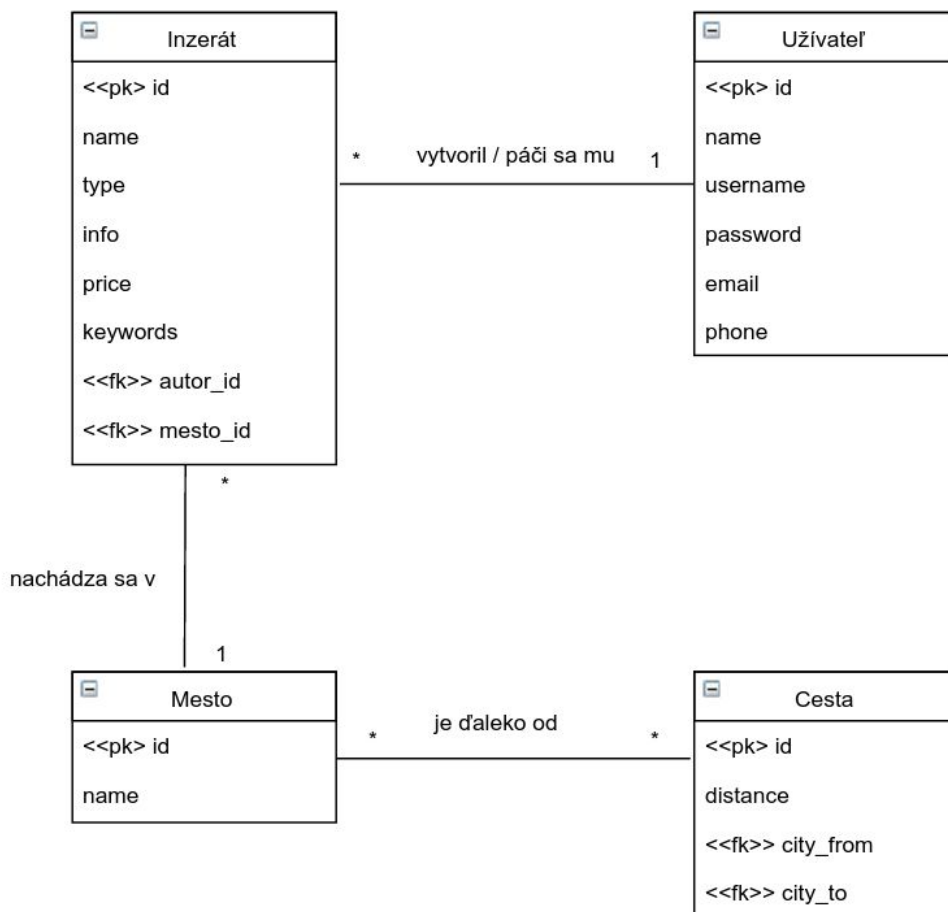 Inzerát
<<pk> id
name
type
info
price
keywords
<<fk>> autor_id
<<fk>> mesto_id
* vytvoril / páči sa mu 1
Užívateľ
<<pk> id
name
username
password
email
phone
*
nachádza sa v
1
Mesto
<<pk> id
name
* je ďaleko od *
Cesta
<<pk> id
distance
<<fk>> city_from
<<fk>> city_to